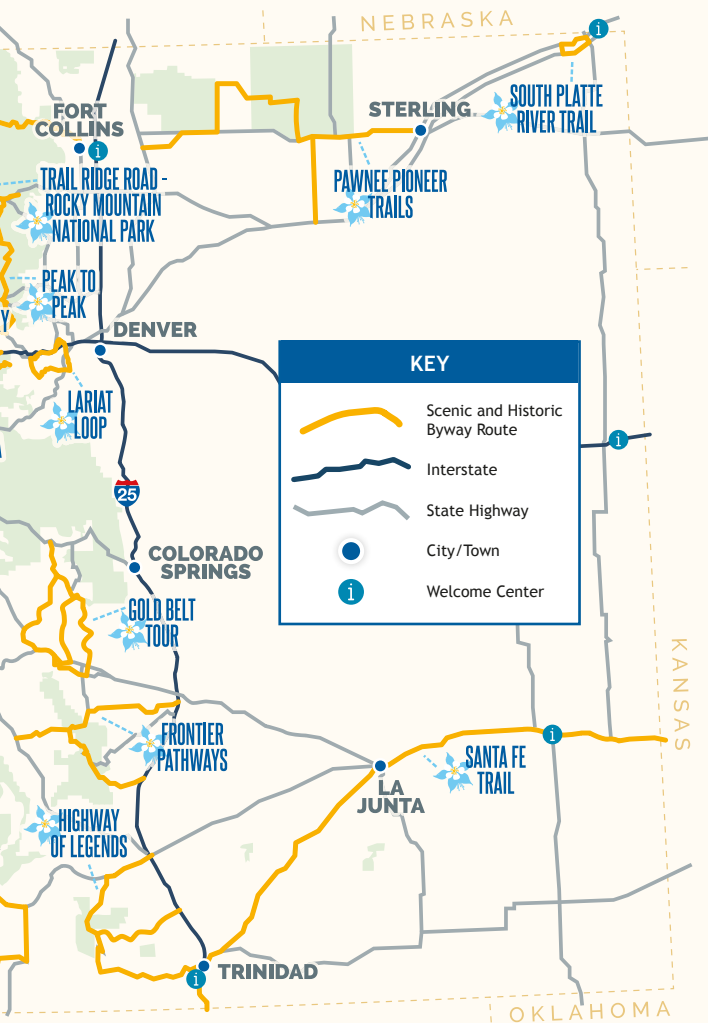 NEBRASKA
FORT
COLLINS
STERLING
SOUTH PLATTE
RIVER TRAIL
TRAIL RIDGE ROAD -
ROCKY MOUNTAIN
NATIONAL PARK
PAWNEE PIONEER
TRAILS
PEAK TO
PEAK
Y
DENVER
LARIAT
LOOP
KEY
Scenic and Historic
Byway Route
Interstate
State Highway
City/Town
i
Welcome Center
i
i
i
25
COLORADO
SPRINGS
GOLD BELT
TOUR
KANSAS
FRONTIER
PATHWAYS
i
SANTA FE
TRAIL
LA
JUNTA
HIGHWAY
OF LEGENDS
TRINIDAD
i
OKLAHOMA